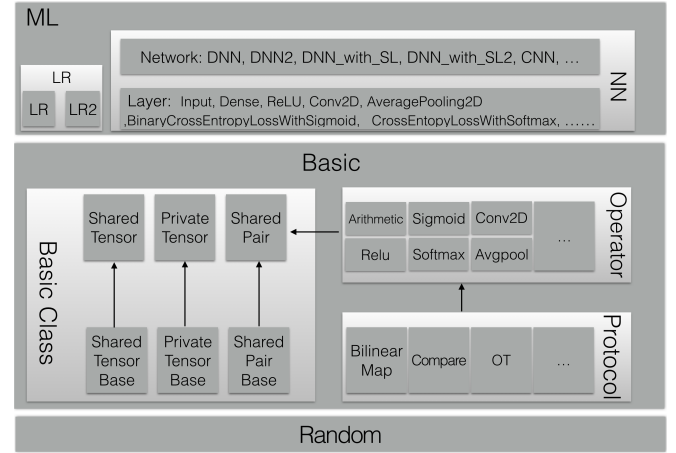 ML
Network: DNN, DNN2, DNN_with_SL, DNN_with_SL2, CNN, …
NN
LR
LR
LR2
Layer: Input, Dense, ReLU, Conv2D, AveragePooling2D
,BinaryCrossEntropyLossWithSigmoid, CrossEntopyLossWithSoftmax, ……
Basic
Basic Class
Shared
Tensor
Private
Tensor
Shared
Pair
Shared
Tensor
Base
Private
Tensor
Base
Shared
Pair
Base
Operator
Arithmetic
Sigmoid
Conv2D
…
Relu
Softmax
Avgpool
Protocol
Bilinear
Map
Compare
OT
…
Random